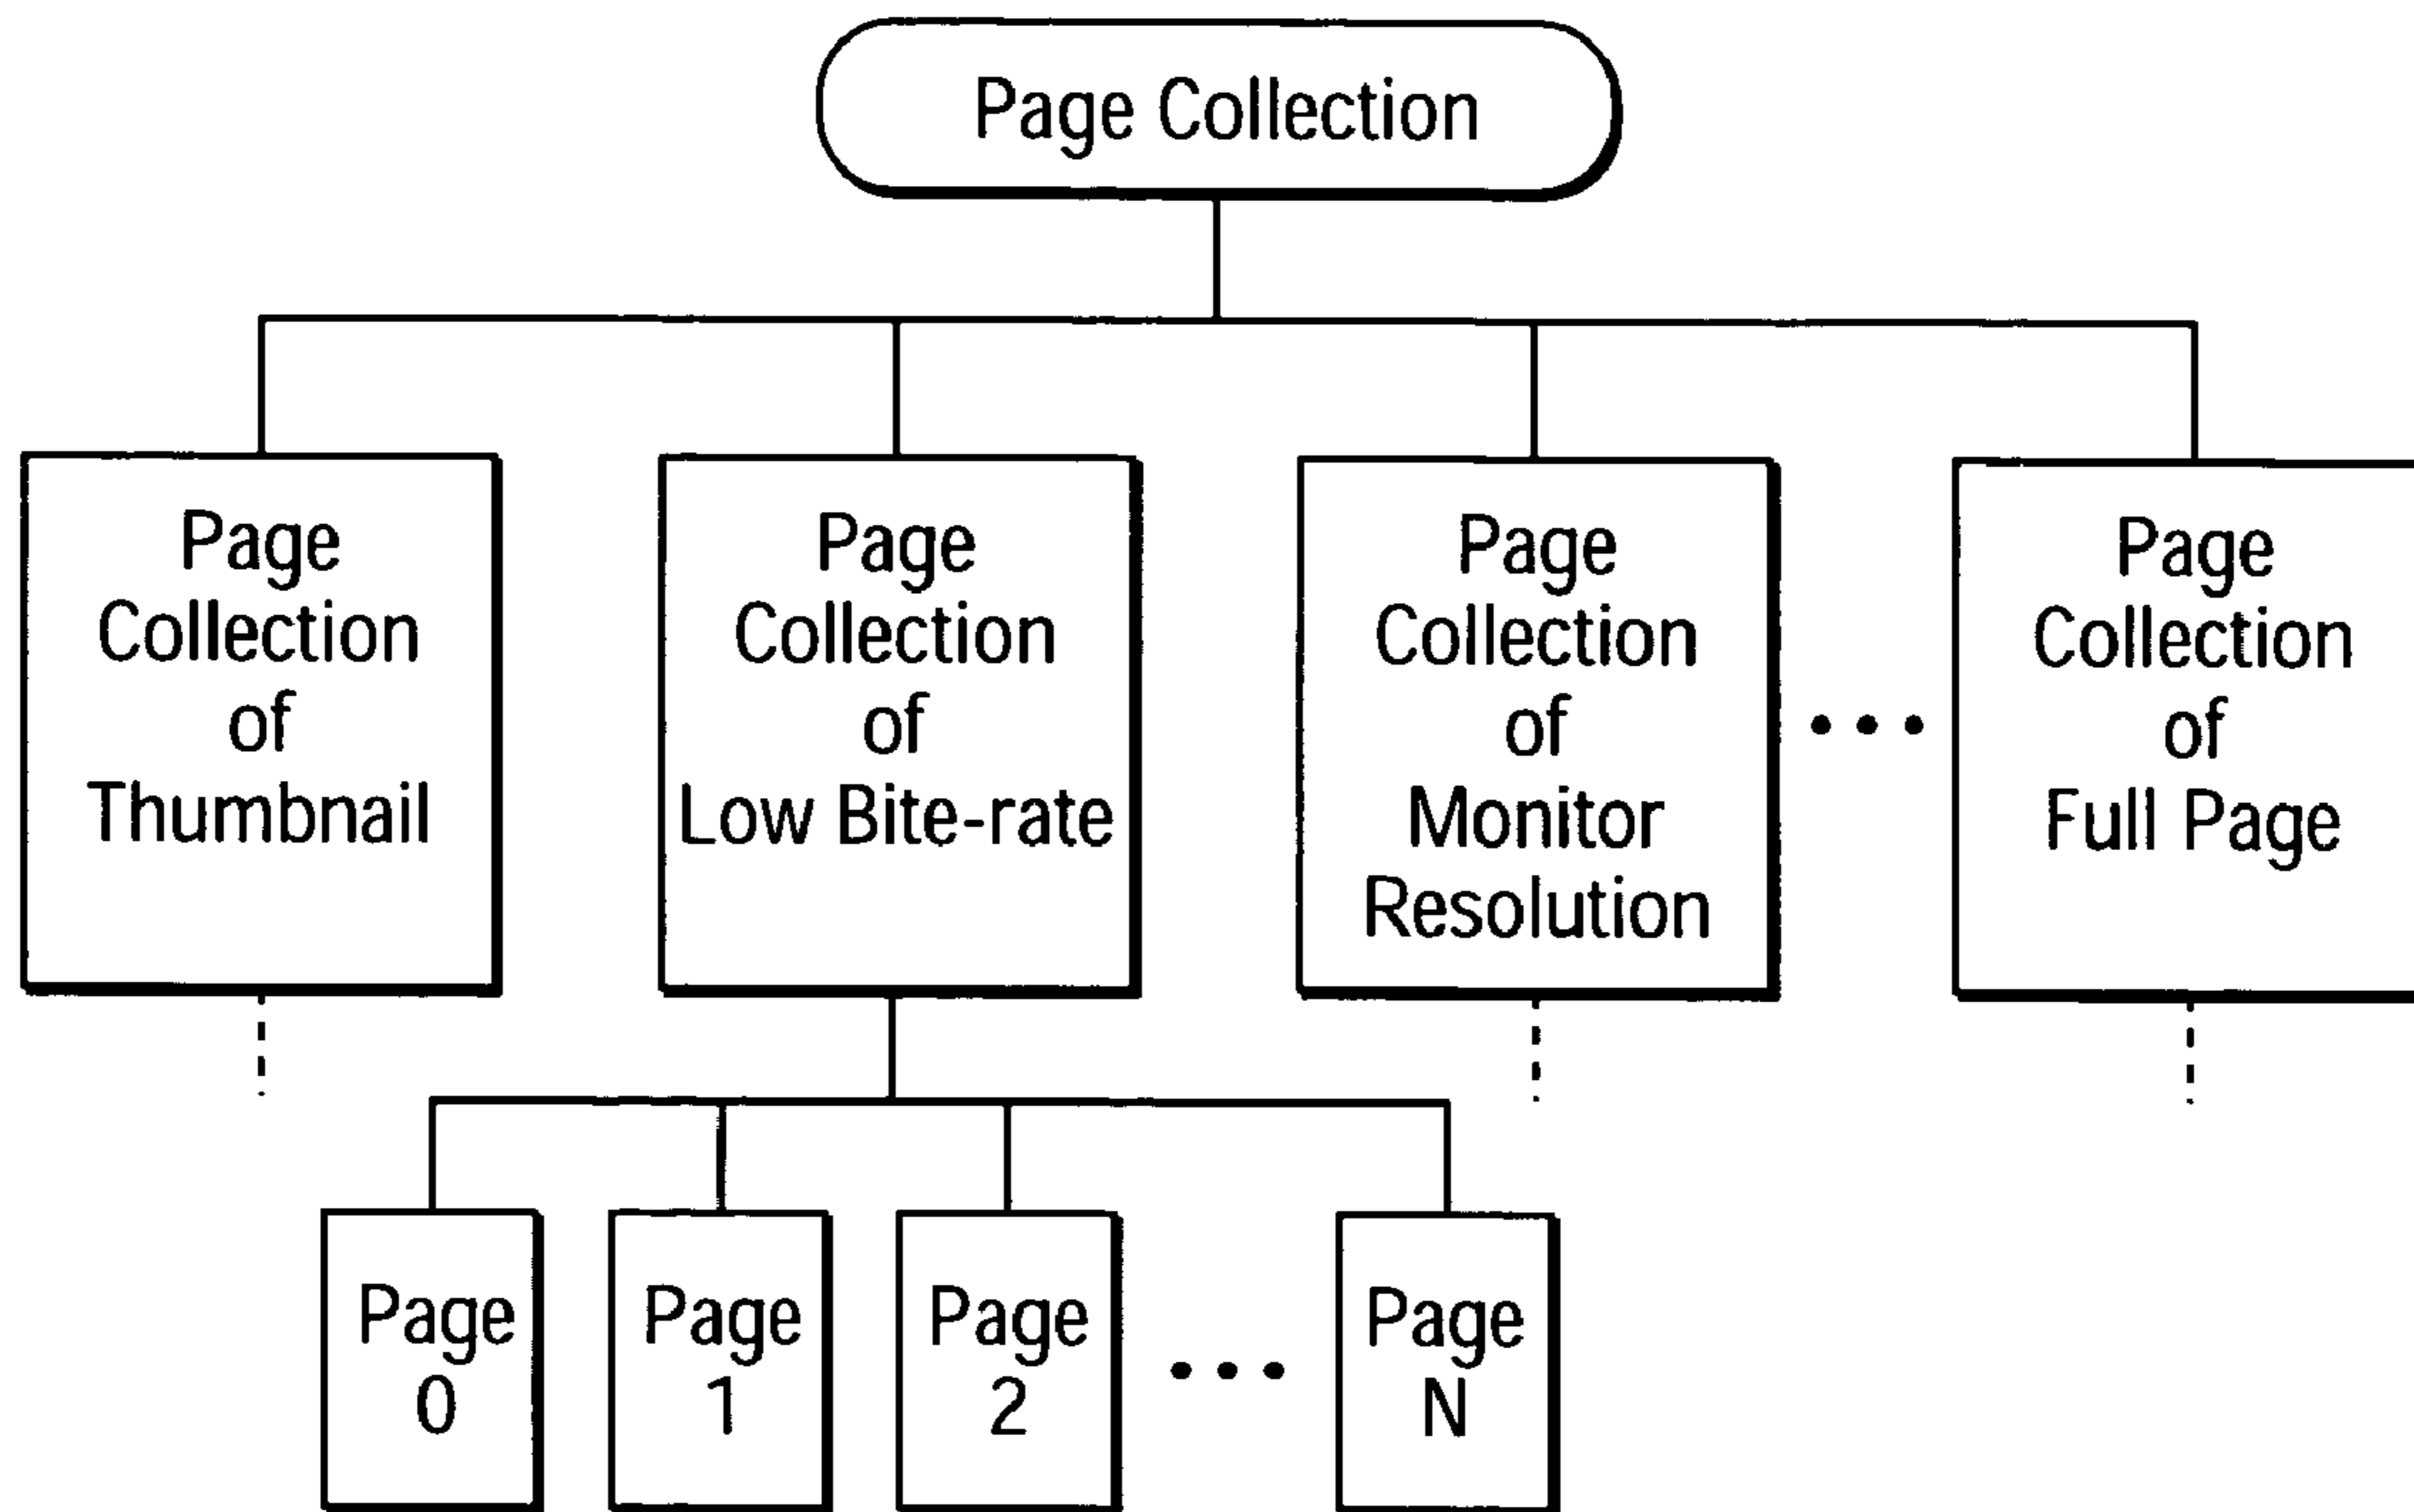 Page Collection
Page
Collection
of
Thumbnail
Page
Collection
of
Low Bite-rate
Page
Collection
of
Monitor
Resolution
• • •
Page
Collection
of
Full Page
Page
0
Page
1
Page
2
• • •
Page
N